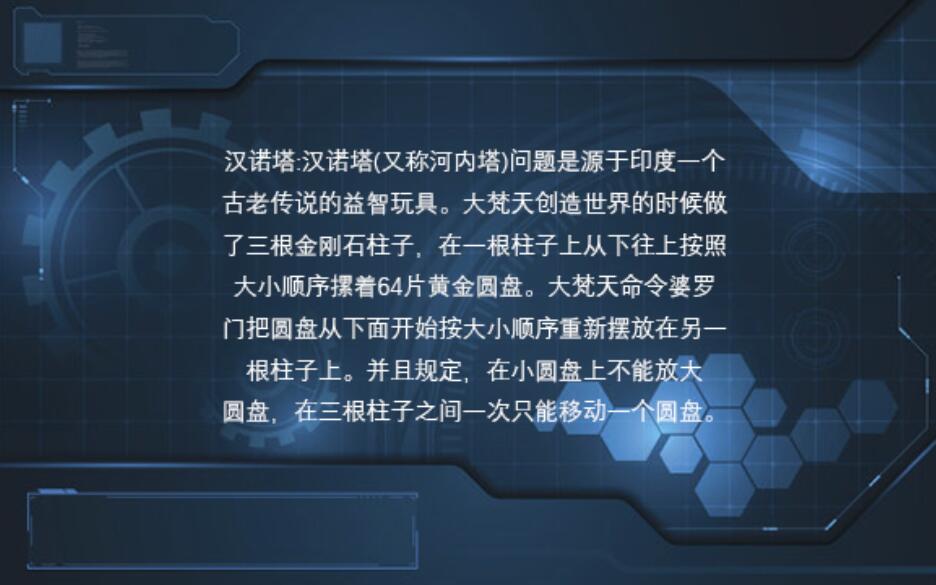 汉诺塔:汉诺塔(又称河内塔)问题是源于印度一个
古老传说的益智玩具。大梵天创造世界的时候做
了三根金刚石柱子，在一根柱子上从下往上按照
大小顺序摞着64片黄金圆盘。大梵天命令婆罗
门把圆盘从下面开始按大小顺序重新摆放在另一
根柱子上。并且规定，在小圆盘上不能放大
圆盘，在三根柱子之间一次只能移动一个圆盘。